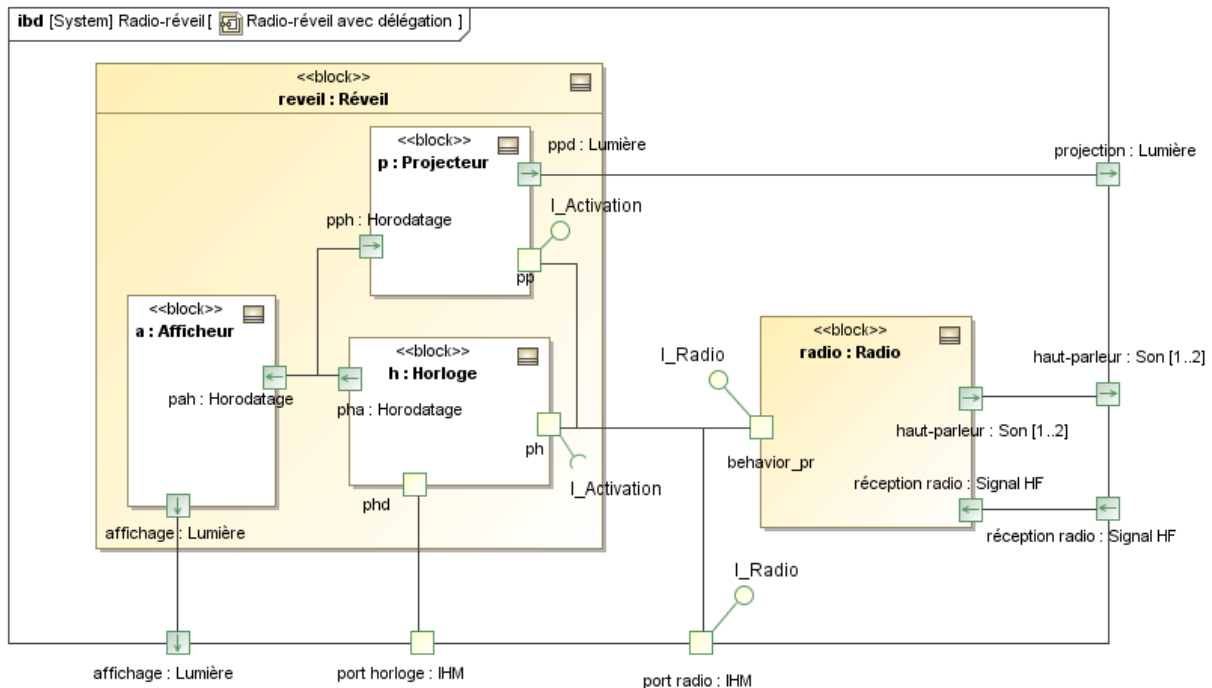 ibd [System] Radio-réveil[ Radio-réveil avec délégation ]
<<block>>
reveil : Réveil
<<block>>
p : Projecteur
ppd : Lumière
projection : Lumière
I_Activation
pph : Horodatage
pp
<<block>>
a : Afficheur
<<block>>
h : Horloge
<<block>>
radio : Radio
I_Radio
haut-parleur : Son [1..2]
pah : Horodatage
pha : Horodatage
haut-parleur : Son [1..2]
ph
behavior_pr
I_Activation
réception radio : Signal HF
phd
affichage : Lumière
réception radio : Signal HF
I_Radio
affichage : Lumière
port horloge : IHM
port radio : IHM